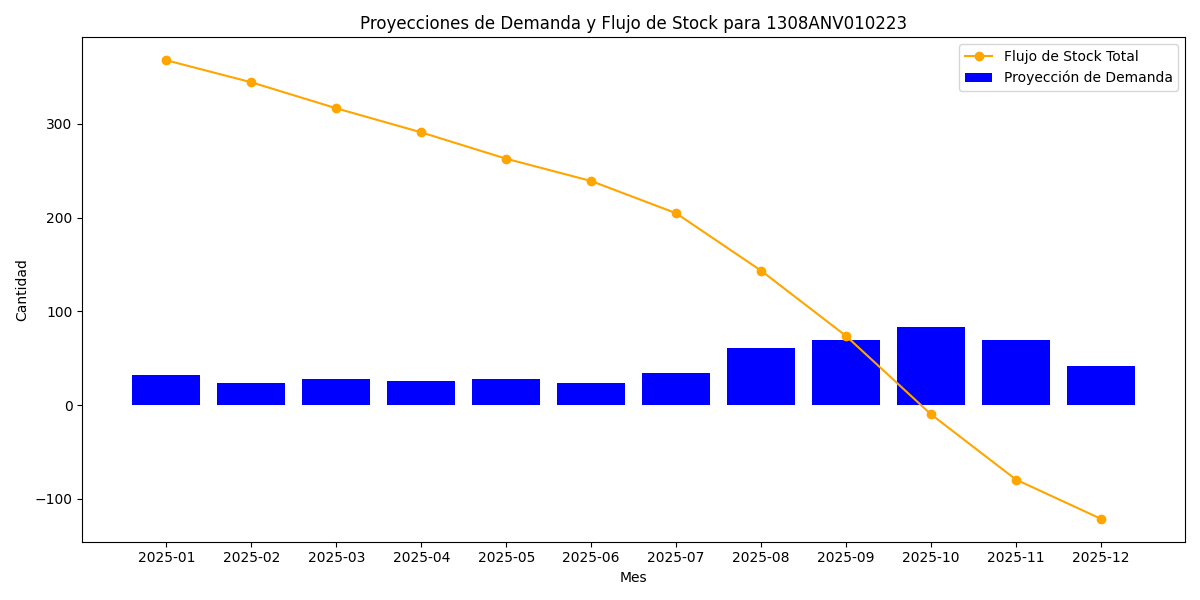 Proyecciones de Demanda y Flujo de Stock para 1308ANV010223
Flujo de Stock Total
Proyección de Demanda
Cantidad
300
200
100
0
−100
2025-01 2025-02 2025-03 2025-04 2025-05 2025-06 2025-07 2025-08 2025-09 2025-10 2025-11 2025-12
Mes